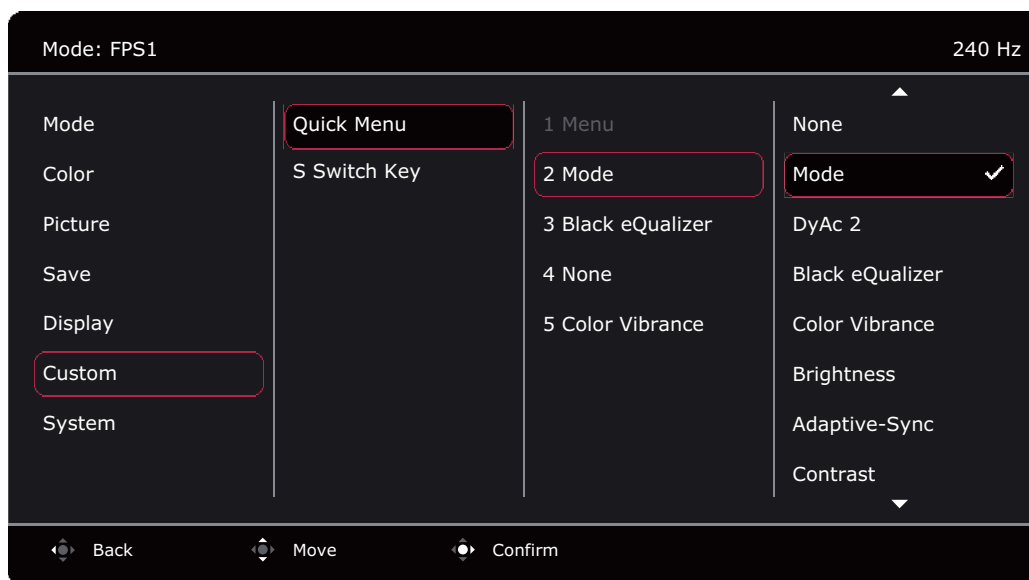 Mode: FPS1 240 Hz
Mode
Color
Picture
Save
Display
Custom
System
Quick Menu
S Switch Key
1 Menu
2 Mode
3 Black eQualizer
4 None
5 Color Vibrance
None
Mode
DyAc 2
Black eQualizer
Color Vibrance
Brightness
Adaptive-Sync
Contrast
Back Move Confirm